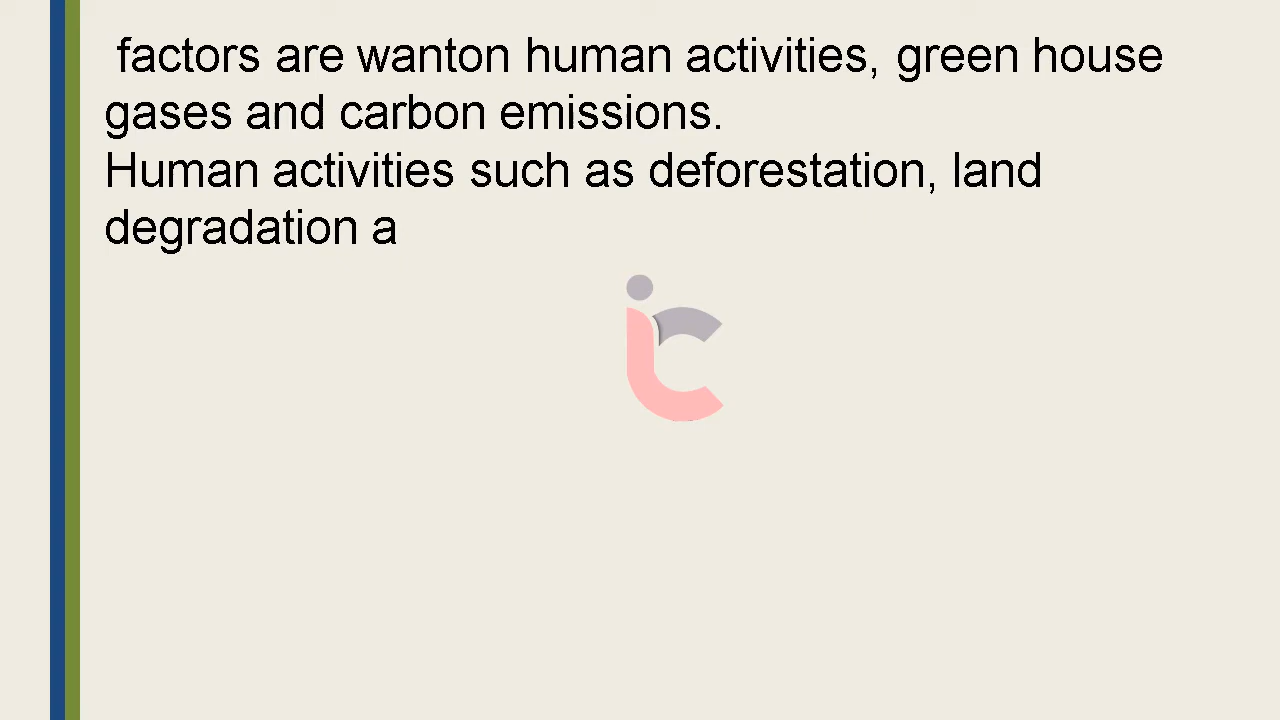 factors are wanton human activities, green house
gases and carbon emissions.
Human activities such as deforestation, land
degradation a